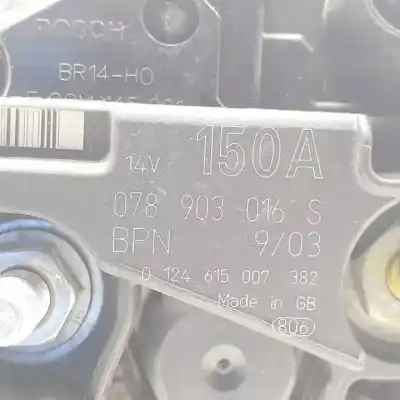 BOSCH
BR14-HO
150A
14V
078 903 016 S
BPN 9/03
0 124 615 007 382
Made in GB
806